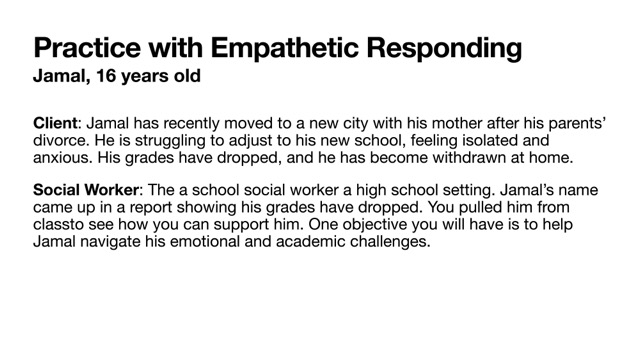 Practice with Empathetic Responding
Jamal, 16 years old
Client: Jamal has recently moved to a new city with his mother after his parents’
divorce. He is struggling to adjust to his new school, feeling isolated and
anxious. His grades have dropped, and he has become withdrawn at home.
Social Worker: The a school social worker a high school setting. Jamal’s name
came up in a report showing his grades have dropped. You pulled him from
classto see how you can support him. One objective you will have is to help
Jamal navigate his emotional and academic challenges.